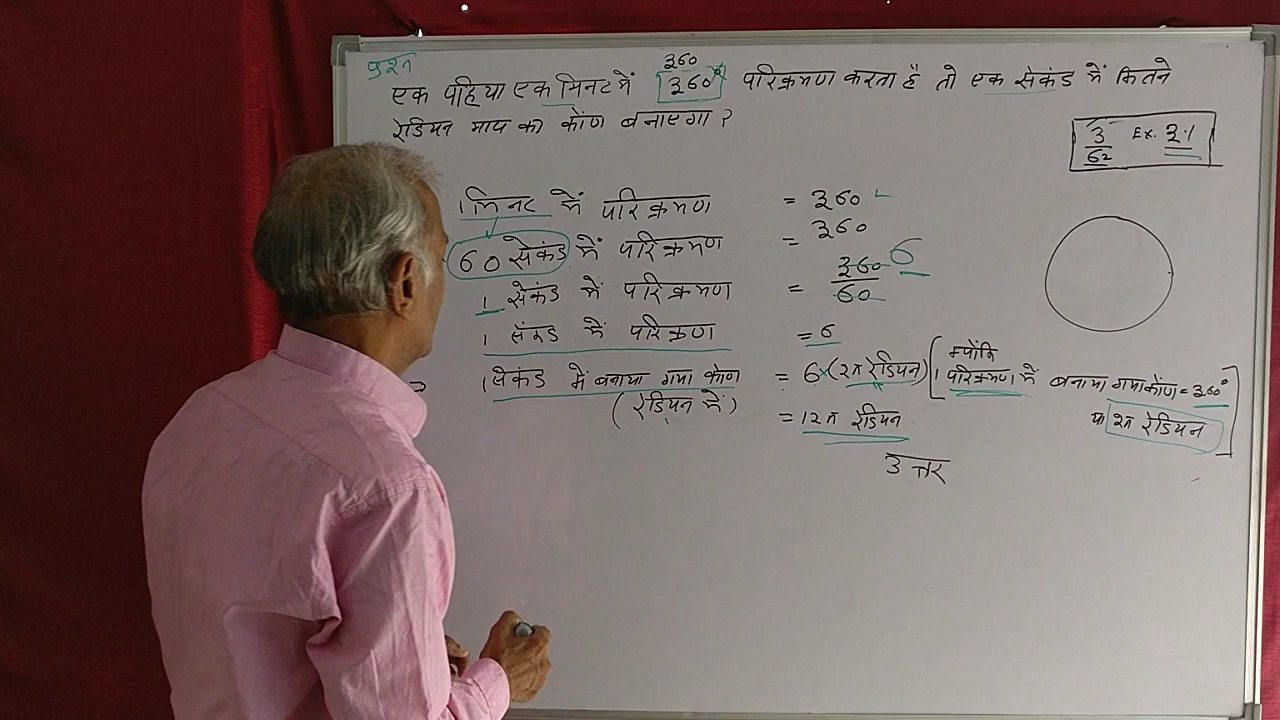 प्रश्न
360
एक पहिया एक मिनट में 360° परिक्रमण करता है तो एक सेकंड में कितने
रेडियन माप का कोण बनाएगा ?
3/62 Ex. 3.1
1 मिनट में परिक्रमण = 360
60 सेकंड में परिक्रमण = 360
1 सेकंड में परिक्रमण = 360/60 6
1 सेकंड में परिक्रमण = 6
⇒ 1 सेकंड में बनाया गया कोण = 6×(2π रेडियन) [क्योंकि
1 परिक्रमण में बनाया गया कोण = 360°
(रेडियन में) = 12π रेडियन
या 2π रेडियन]
उत्तर